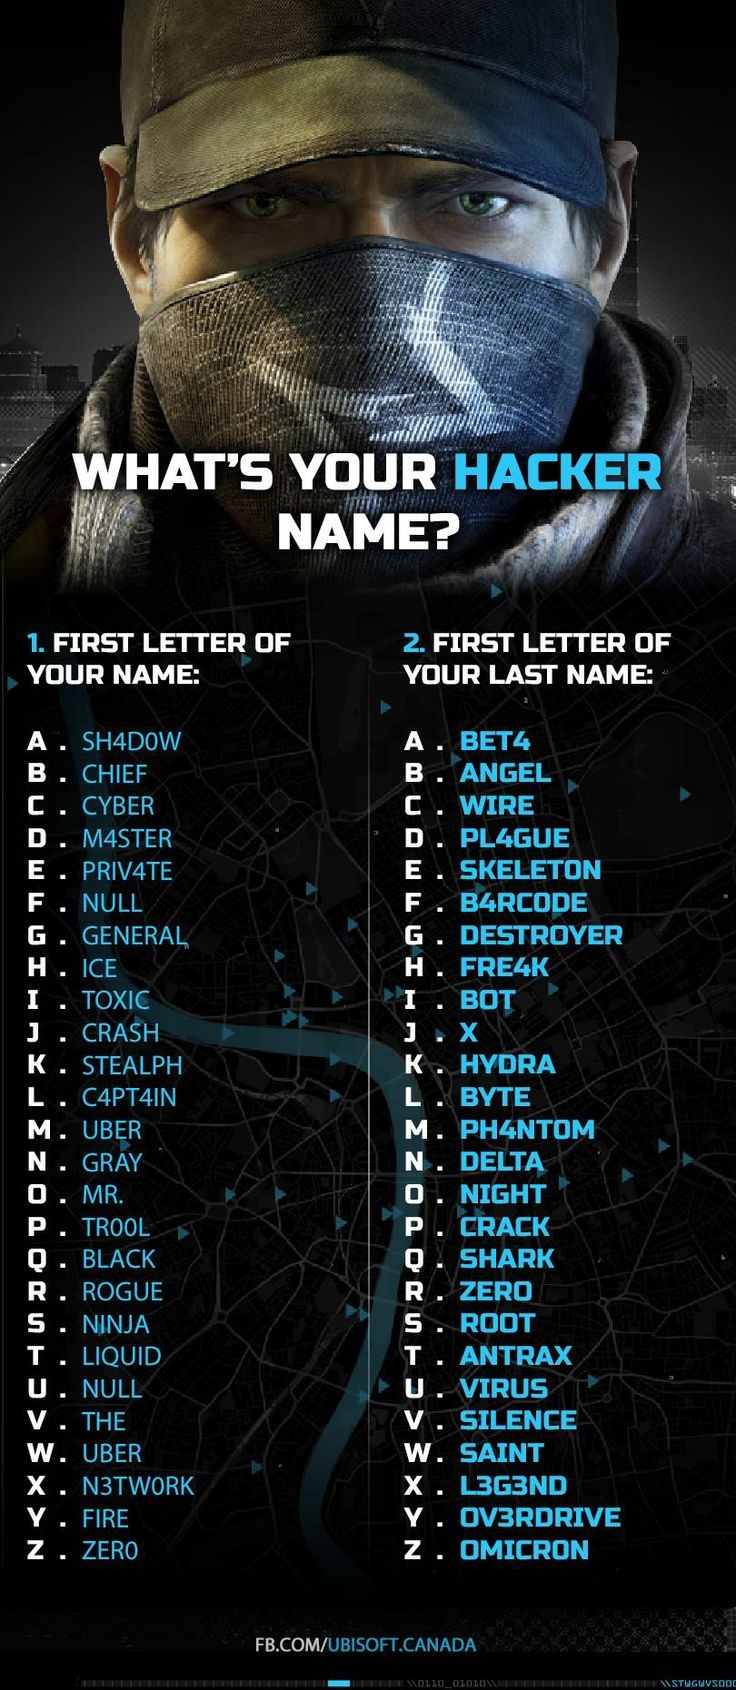 WHAT'S YOUR HACKER
NAME?
1. FIRST LETTER OF
YOUR NAME:
A . SH4D0W
B . CHIEF
C . CYBER
D . M4STER
E . PRIV4TE
F . NULL
G . GENERAL
H . ICE
I . TOXIC
J . CRASH
K . STEALPH
L . C4PT4IN
M . UBER
N . GRAY
O . MR.
P . TR00L
Q . BLACK
R . ROGUE
S . NINJA
T . LIQUID
U . NULL
V . THE
W . UBER
X . N3TW0RK
Y . FIRE
Z . ZER0
2. FIRST LETTER OF
YOUR LAST NAME:
A . BET4
B . ANGEL
C . WIRE
D . PL4GUE
E . SKELETON
F . B4RC0DE
G . DESTROYER
H . FRE4K
I . BOT
J . X
K . HYDRA
L . BYTE
M . PH4NTOM
N . DELTA
O . NIGHT
P . CRACK
Q . SHARK
R . ZERO
S . ROOT
T . ANTRAX
U . VIRUS
V . SILENCE
W . SAINT
X . L3G3ND
Y . OV3RDRIVE
Z . OMICRON
FB.COM/UBISOFT.CANADA
\\0110_01010\\